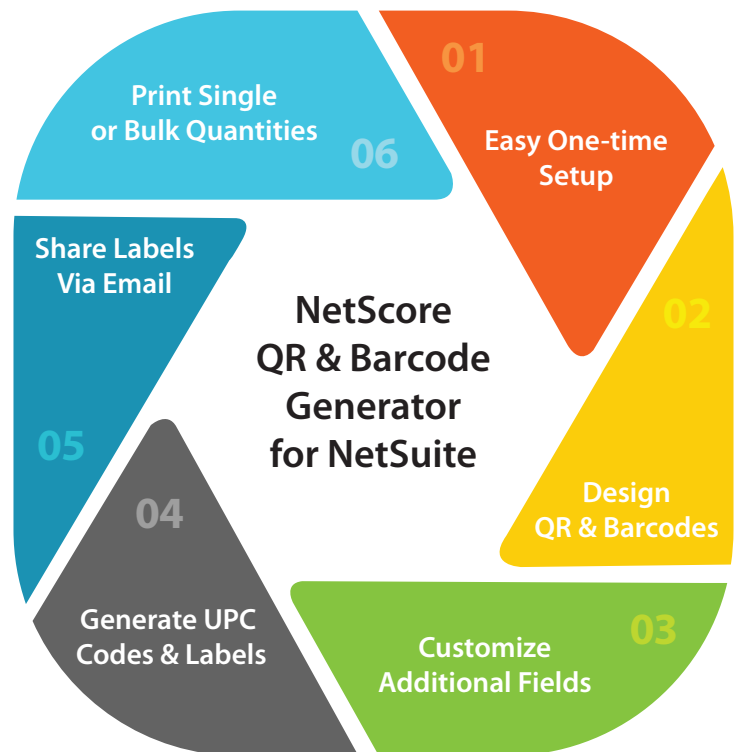 01
Easy One-time
Setup
02
Design
QR & Barcodes
03
Customize
Additional Fields
04
Generate UPC
Codes & Labels
05
Share Labels
Via Email
06
Print Single
or Bulk Quantities
NetScore
QR & Barcode
Generator
for NetSuite